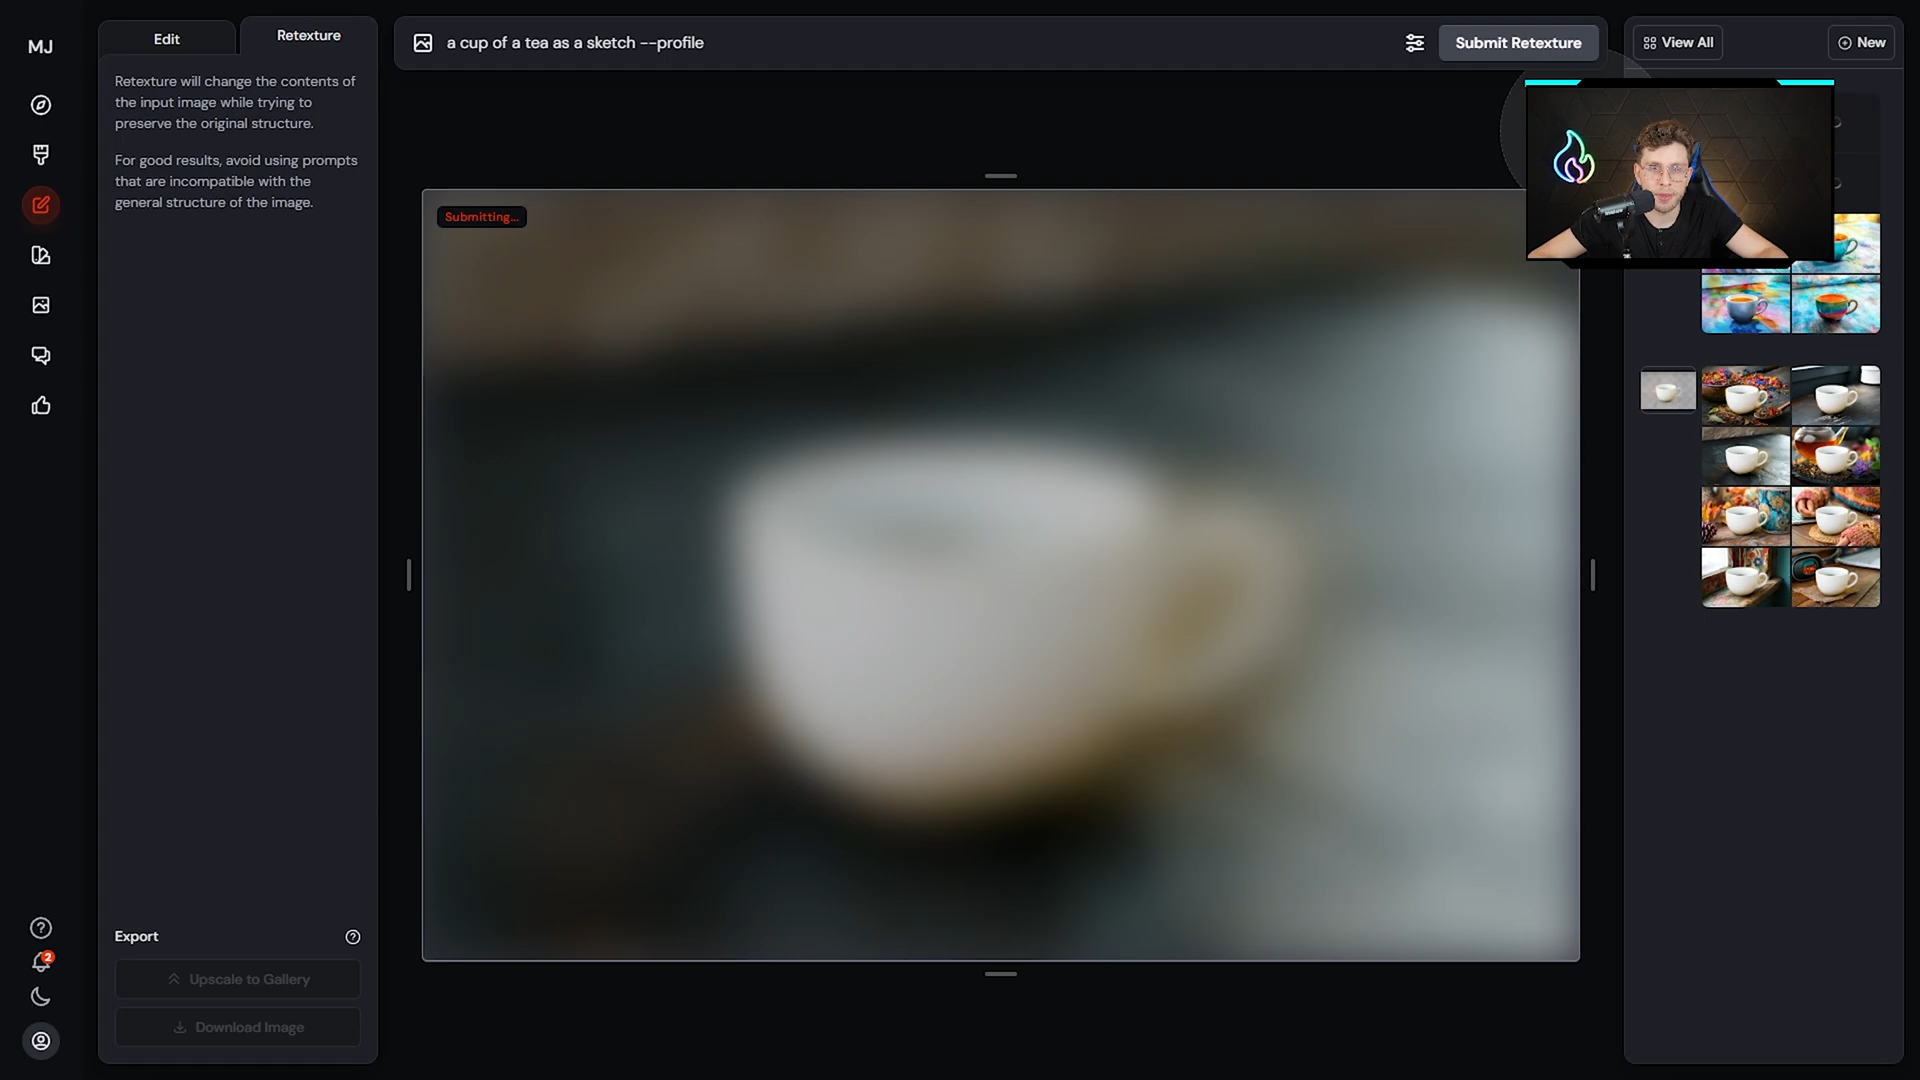 MJ
Edit
Retexture
Retexture will change the contents of
the input image while trying to
preserve the original structure.
For good results, avoid using prompts
that are incompatible with the
general structure of the image.
a cup of a tea as a sketch --profile
Submit Retexture
View All
New
Submitting...
2
Export
Upscale to Gallery
Download Image